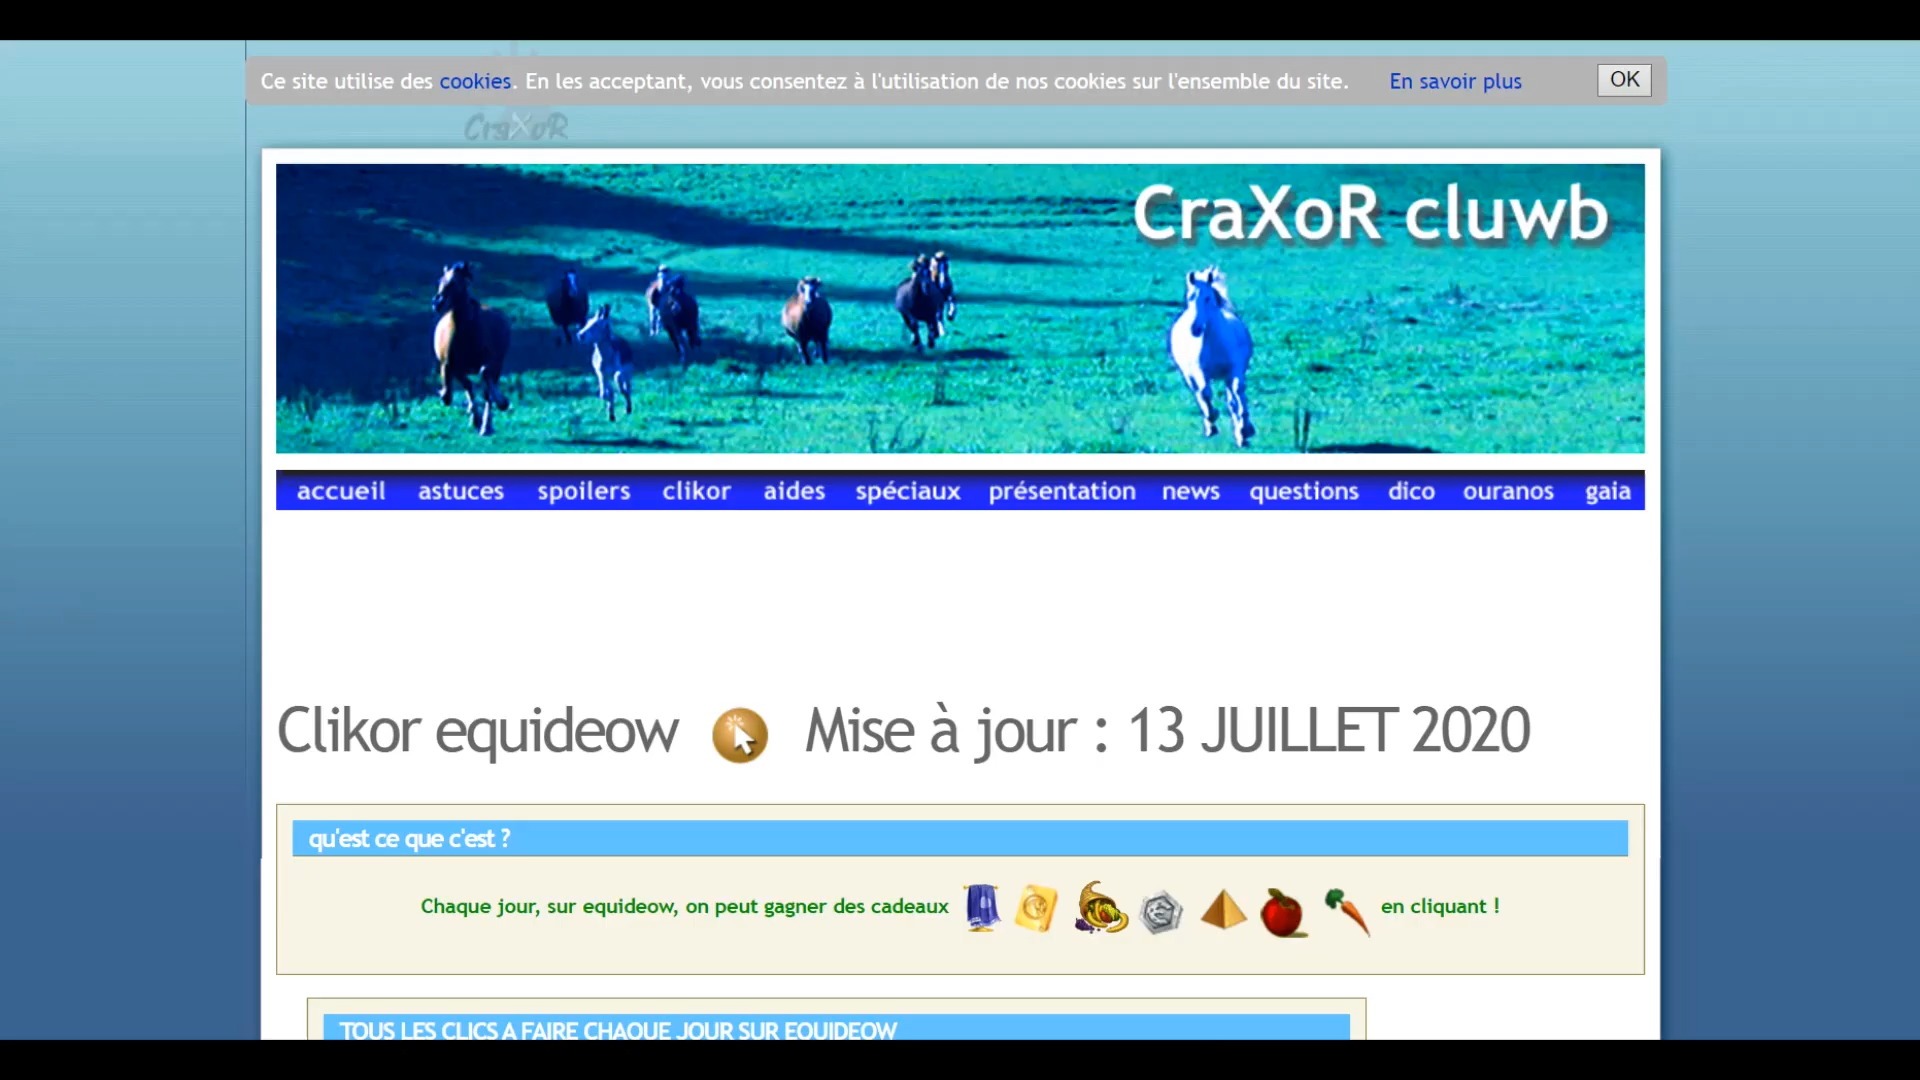 Ce site utilise des cookies. En les acceptant, vous consentez à l'utilisation de nos cookies sur l'ensemble du site. En savoir plus OK
CraXoR
CraXoR cluwb
accueil astuces spoilers clikor aides spéciaux présentation news questions dico ouranos gaia
Clikor equideow Mise à jour : 13 JUILLET 2020
qu'est ce que c'est ?
Chaque jour, sur equideow, on peut gagner des cadeaux en cliquant !
TOUS LES CLICS A FAIRE CHAQUE JOUR SUR EQUIDEOW